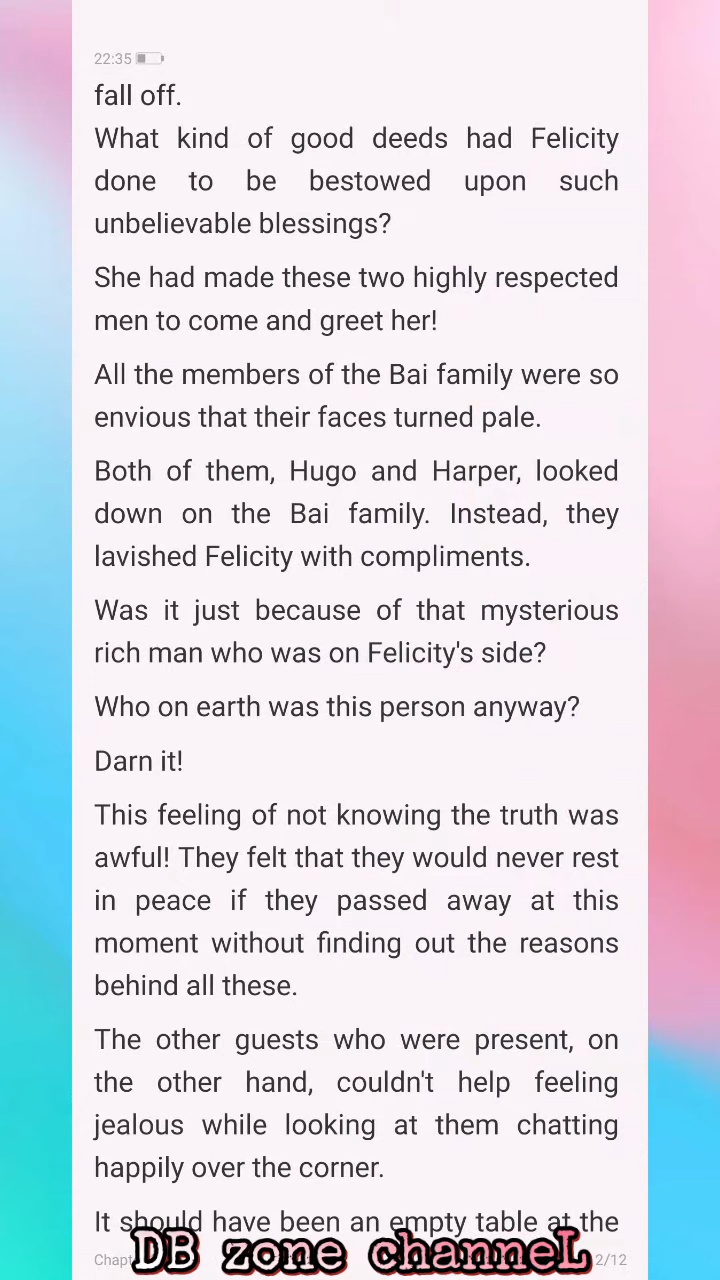 22:35
fall off.
What kind of good deeds had Felicity
done to be bestowed upon such
unbelievable blessings?
She had made these two highly respected
men to come and greet her!
All the members of the Bai family were so
envious that their faces turned pale.
Both of them, Hugo and Harper, looked
down on the Bai family. Instead, they
lavished Felicity with compliments.
Was it just because of that mysterious
rich man who was on Felicity's side?
Who on earth was this person anyway?
Darn it!
This feeling of not knowing the truth was
awful! They felt that they would never rest
in peace if they passed away at this
moment without finding out the reasons
behind all these.
The other guests who were present, on
the other hand, couldn't help feeling
jealous while looking at them chatting
happily over the corner.
It should have been an empty table at the
DB zone channeL